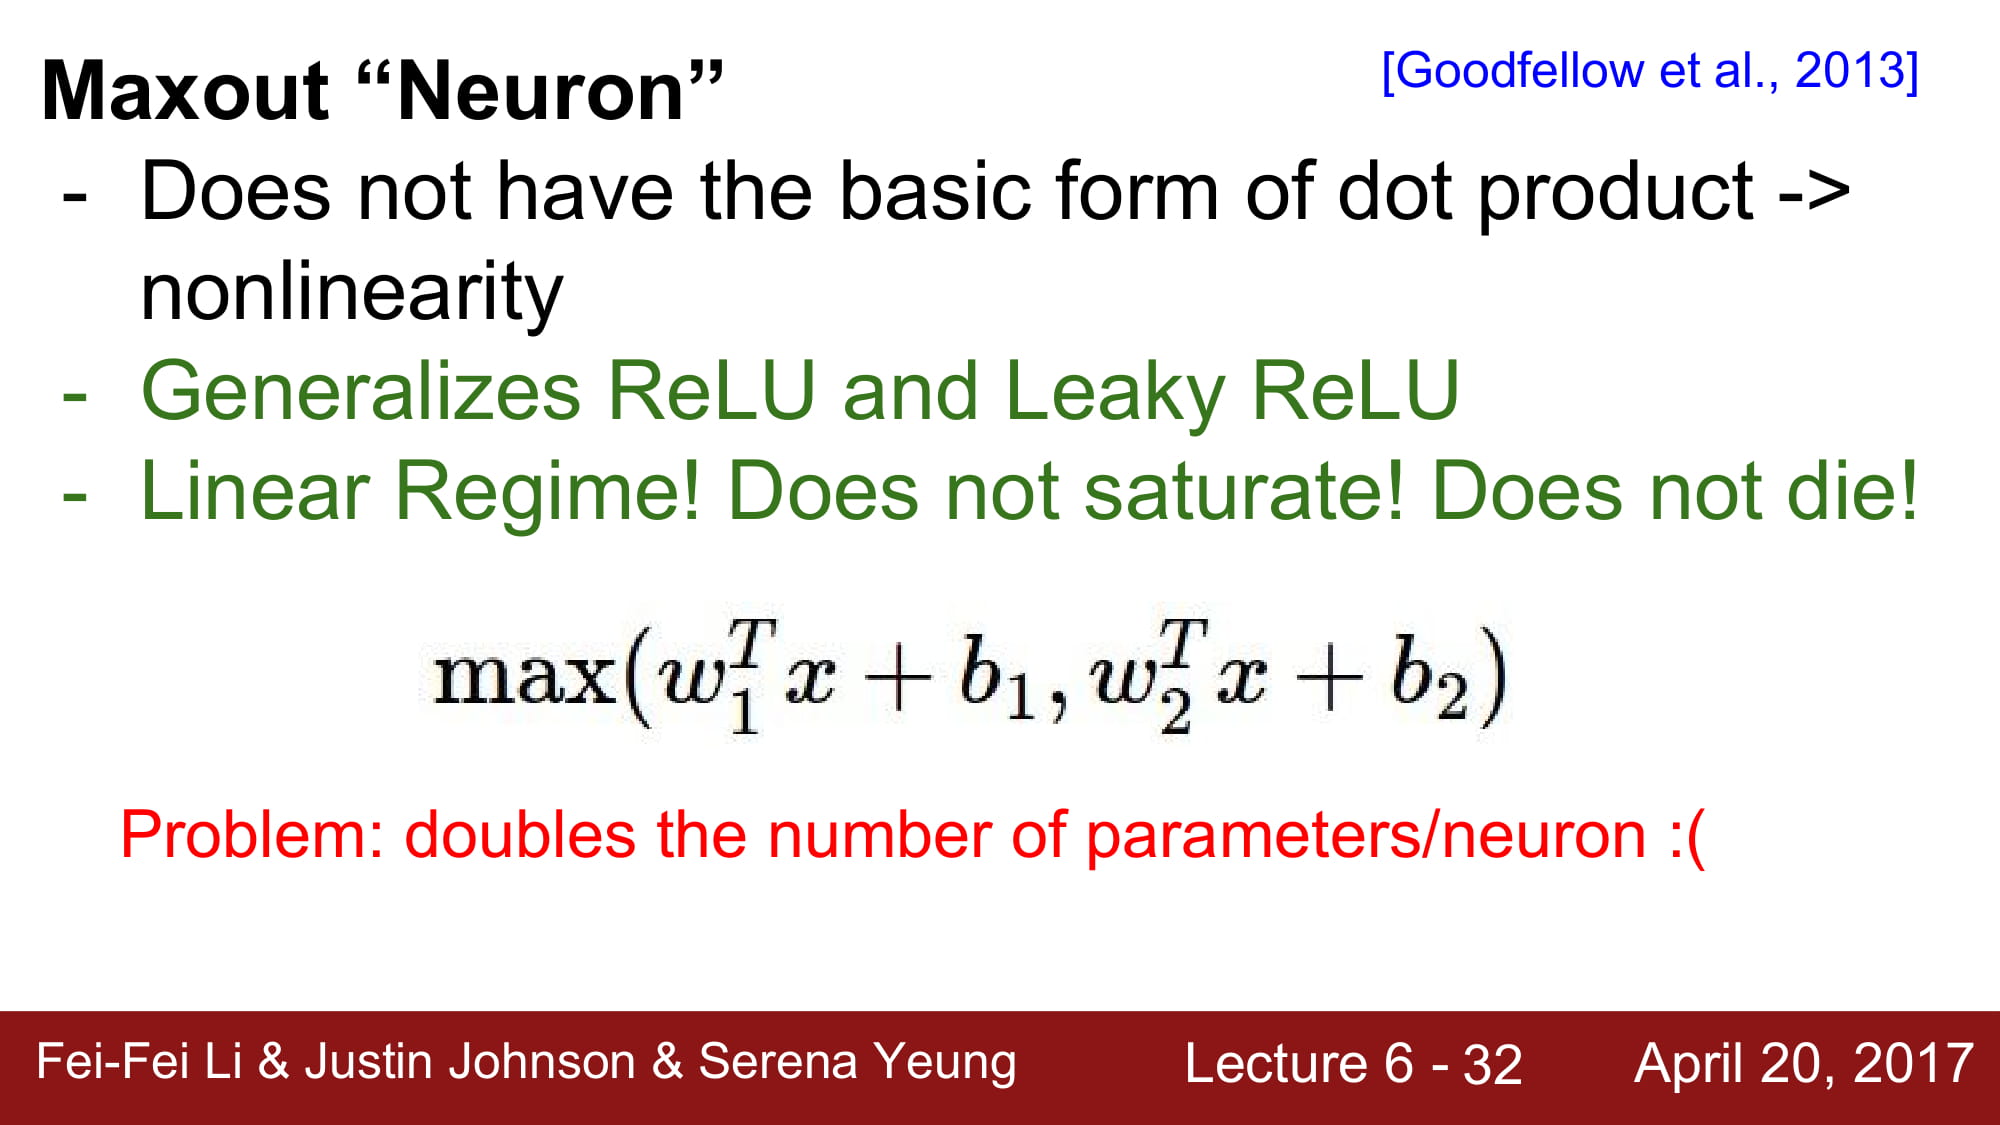 Maxout “Neuron”
[Goodfellow et al., 2013]
- Does not have the basic form of dot product ->
nonlinearity
- Generalizes ReLU and Leaky ReLU
- Linear Regime! Does not saturate! Does not die!
max(w_1^T x + b_1, w_2^T x + b_2)
Problem: doubles the number of parameters/neuron :(
Fei-Fei Li & Justin Johnson & Serena Yeung
Lecture 6 - 32
April 20, 2017